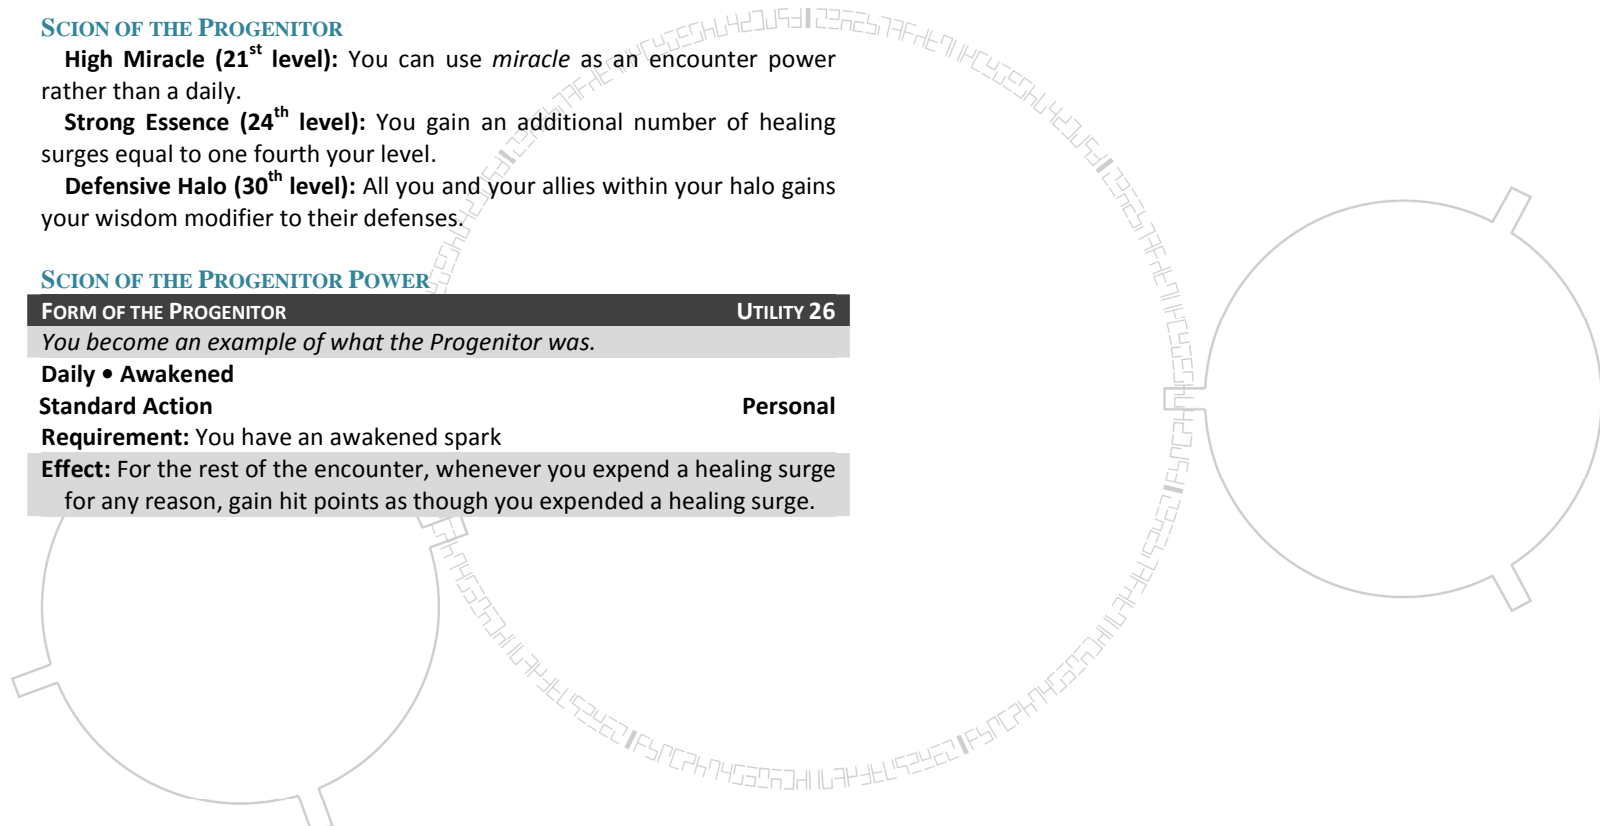 SCION OF THE PROGENITOR
High Miracle (21st level): You can use miracle as an encounter power
rather than a daily.
Strong Essence (24th level): You gain an additional number of healing
surges equal to one fourth your level.
Defensive Halo (30th level): All you and your allies within your halo gains
your wisdom modifier to their defenses.
SCION OF THE PROGENITOR POWER
FORM OF THE PROGENITOR UTILITY 26
You become an example of what the Progenitor was.
Daily • Awakened
Standard Action Personal
Requirement: You have an awakened spark
Effect: For the rest of the encounter, whenever you expend a healing surge
for any reason, gain hit points as though you expended a healing surge.